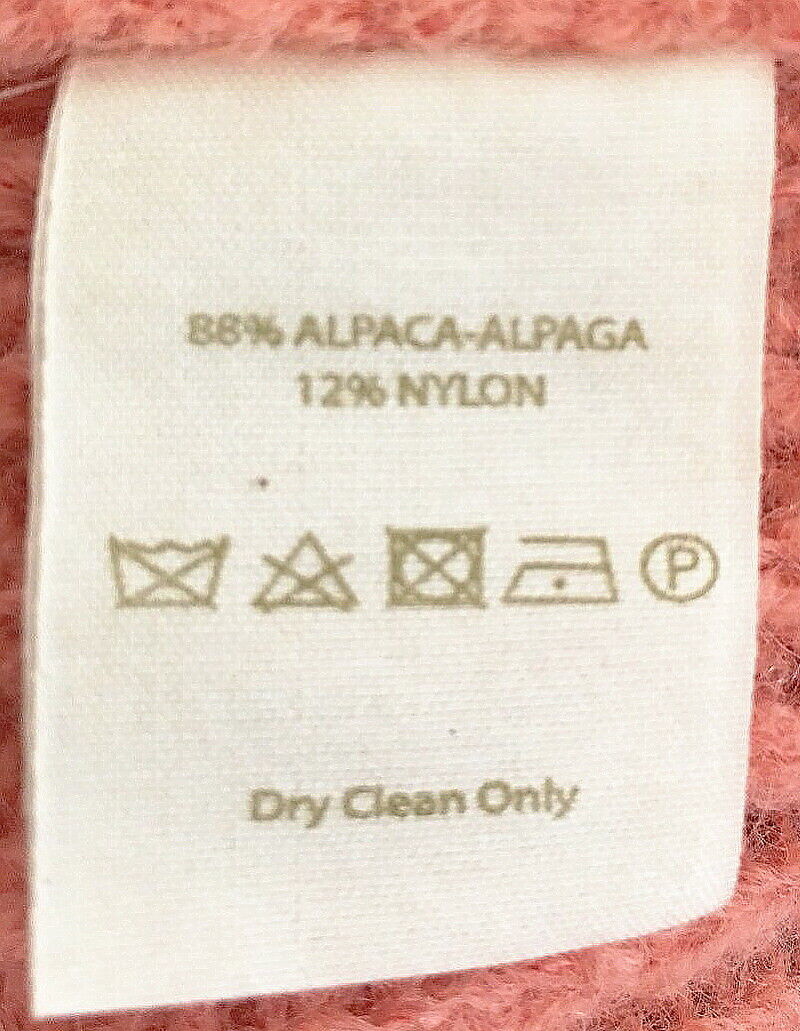 88% ALPACA-ALPAGA
12% NYLON
P
Dry Clean Only